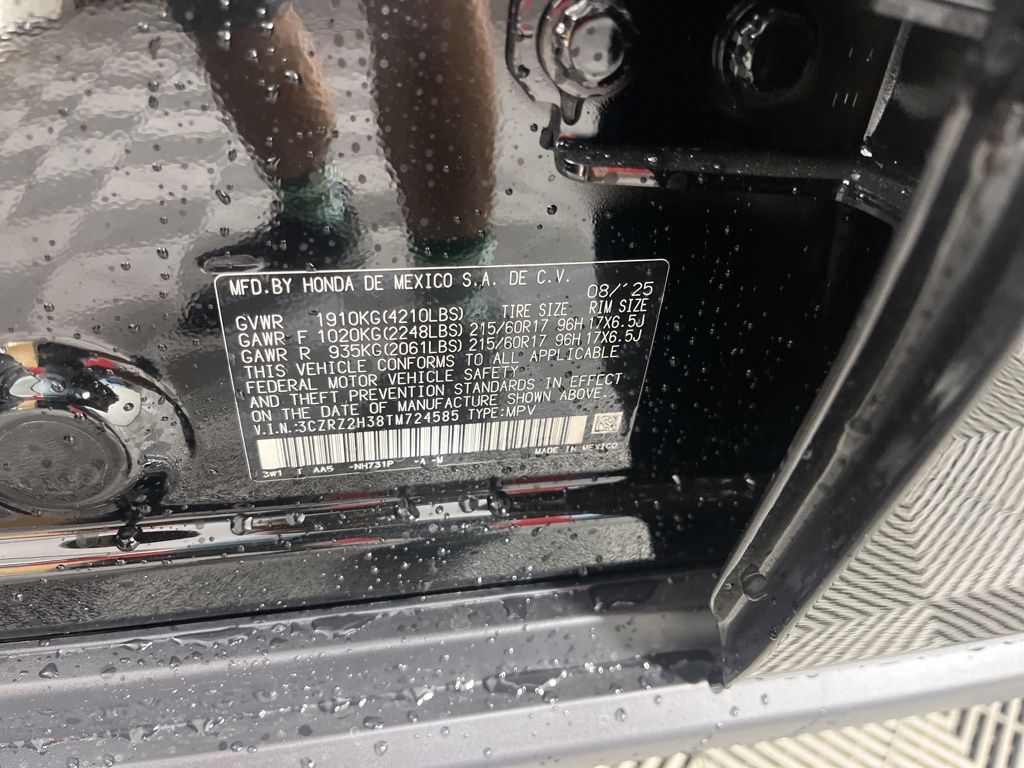 MFD.BY HONDA DE MEXICO S.A. DE C.V. 08/'25
GVWR 1910KG(4210LBS) TIRE SIZE RIM SIZE
GAWR F 1020KG(2248LBS) 215/60R17 96H 17X6.5J
GAWR R 935KG(2061LBS) 215/60R17 96H 17X6.5J
THIS VEHICLE CONFORMS TO ALL APPLICABLE
FEDERAL MOTOR VEHICLE SAFETY
AND THEFT PREVENTION STANDARDS IN EFFECT
ON THE DATE OF MANUFACTURE SHOWN ABOVE.
V.I.N.:3CZRZ2H38TM724585 TYPE:MPV
MADE IN MEXICO
3W1 T AA5 -NH731P -A-M